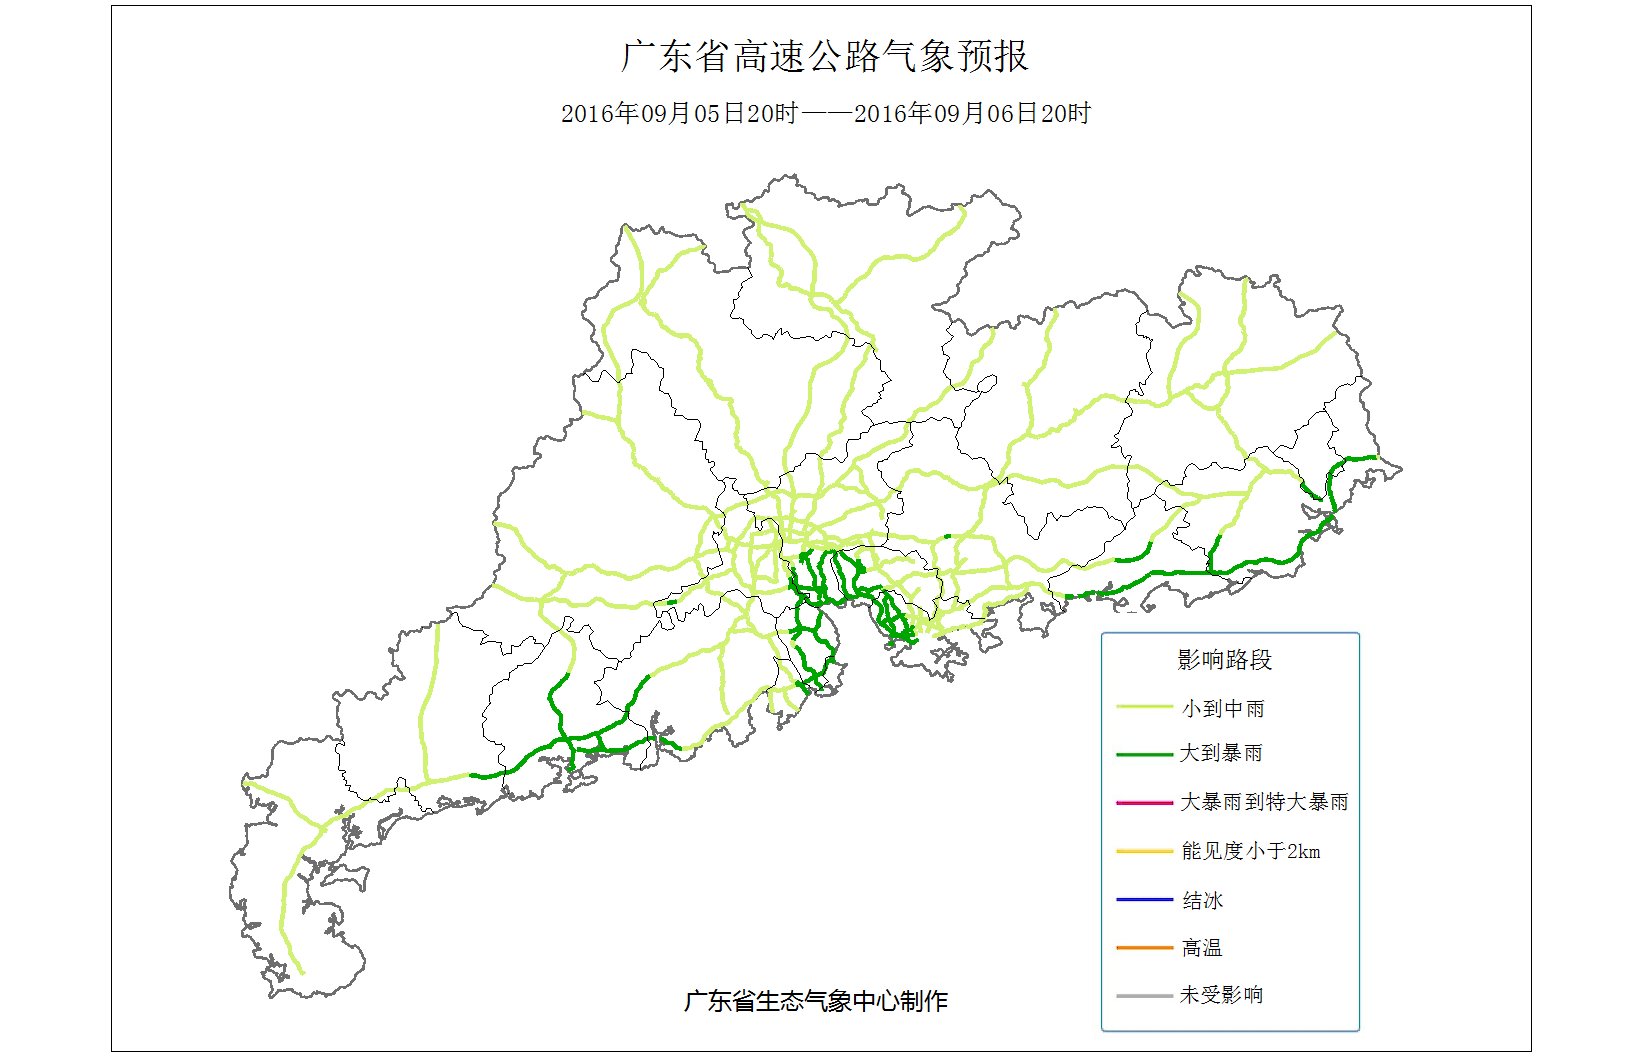 广东省高速公路气象预报
2016年09月05日20时——2016年09月06日20时
影响路段
小到中雨
大到暴雨
大暴雨到特大暴雨
能见度小于2km
结冰
高温
未受影响
广东省生态气象中心制作